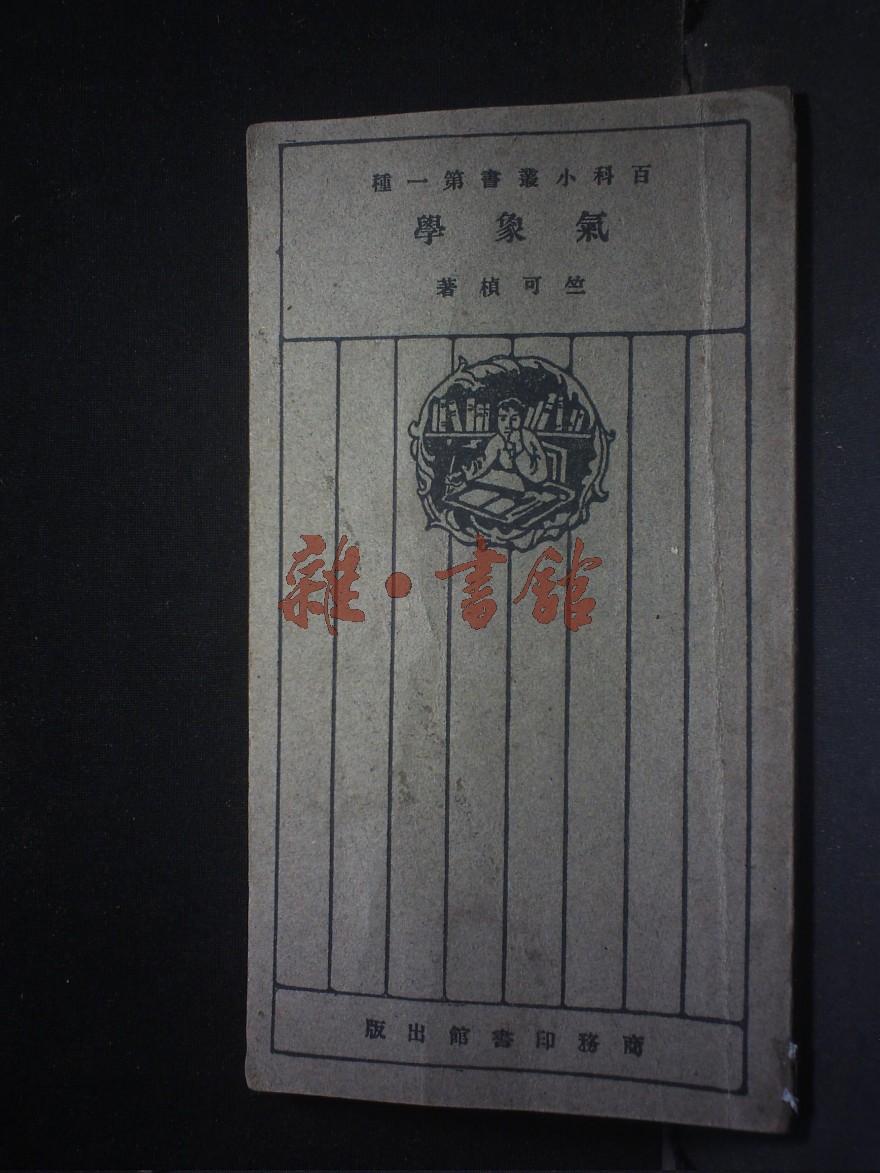 百科小叢書第一種
氣象學
竺可楨著
雜·書館
商務印書館出版